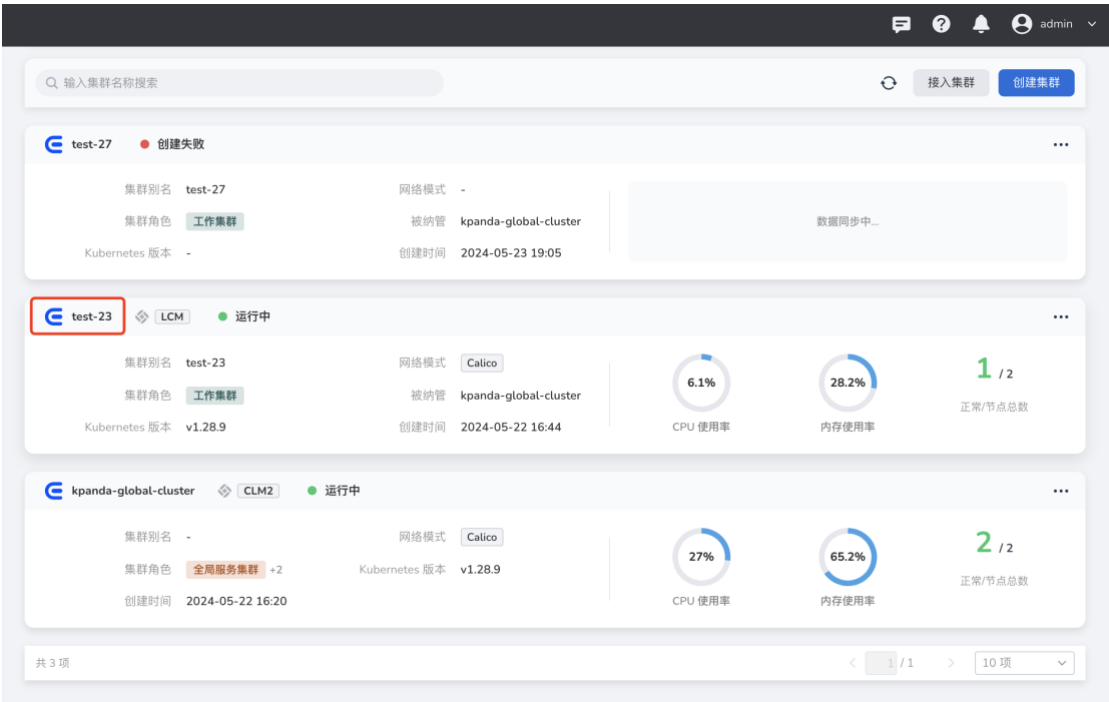 admin
输入集群名称搜索
接入集群
创建集群
test-27 创建失败
集群别名 test-27 网络模式 -
集群角色 工作集群 被纳管 kpanda-global-cluster
数据同步中...
Kubernetes 版本 - 创建时间 2024-05-23 19:05
test-23 LCM 运行中
集群别名 test-23 网络模式 Calico
集群角色 工作集群 被纳管 kpanda-global-cluster
Kubernetes 版本 v1.28.9 创建时间 2024-05-22 16:44
6.1%
CPU 使用率
28.2%
内存使用率
1 / 2
正常/节点总数
kpanda-global-cluster CLM2 运行中
集群别名 - 网络模式 Calico
集群角色 全局服务集群 +2 Kubernetes 版本 v1.28.9
创建时间 2024-05-22 16:20
27%
CPU 使用率
65.2%
内存使用率
2 / 2
正常/节点总数
共 3 项
1 / 1
10 项